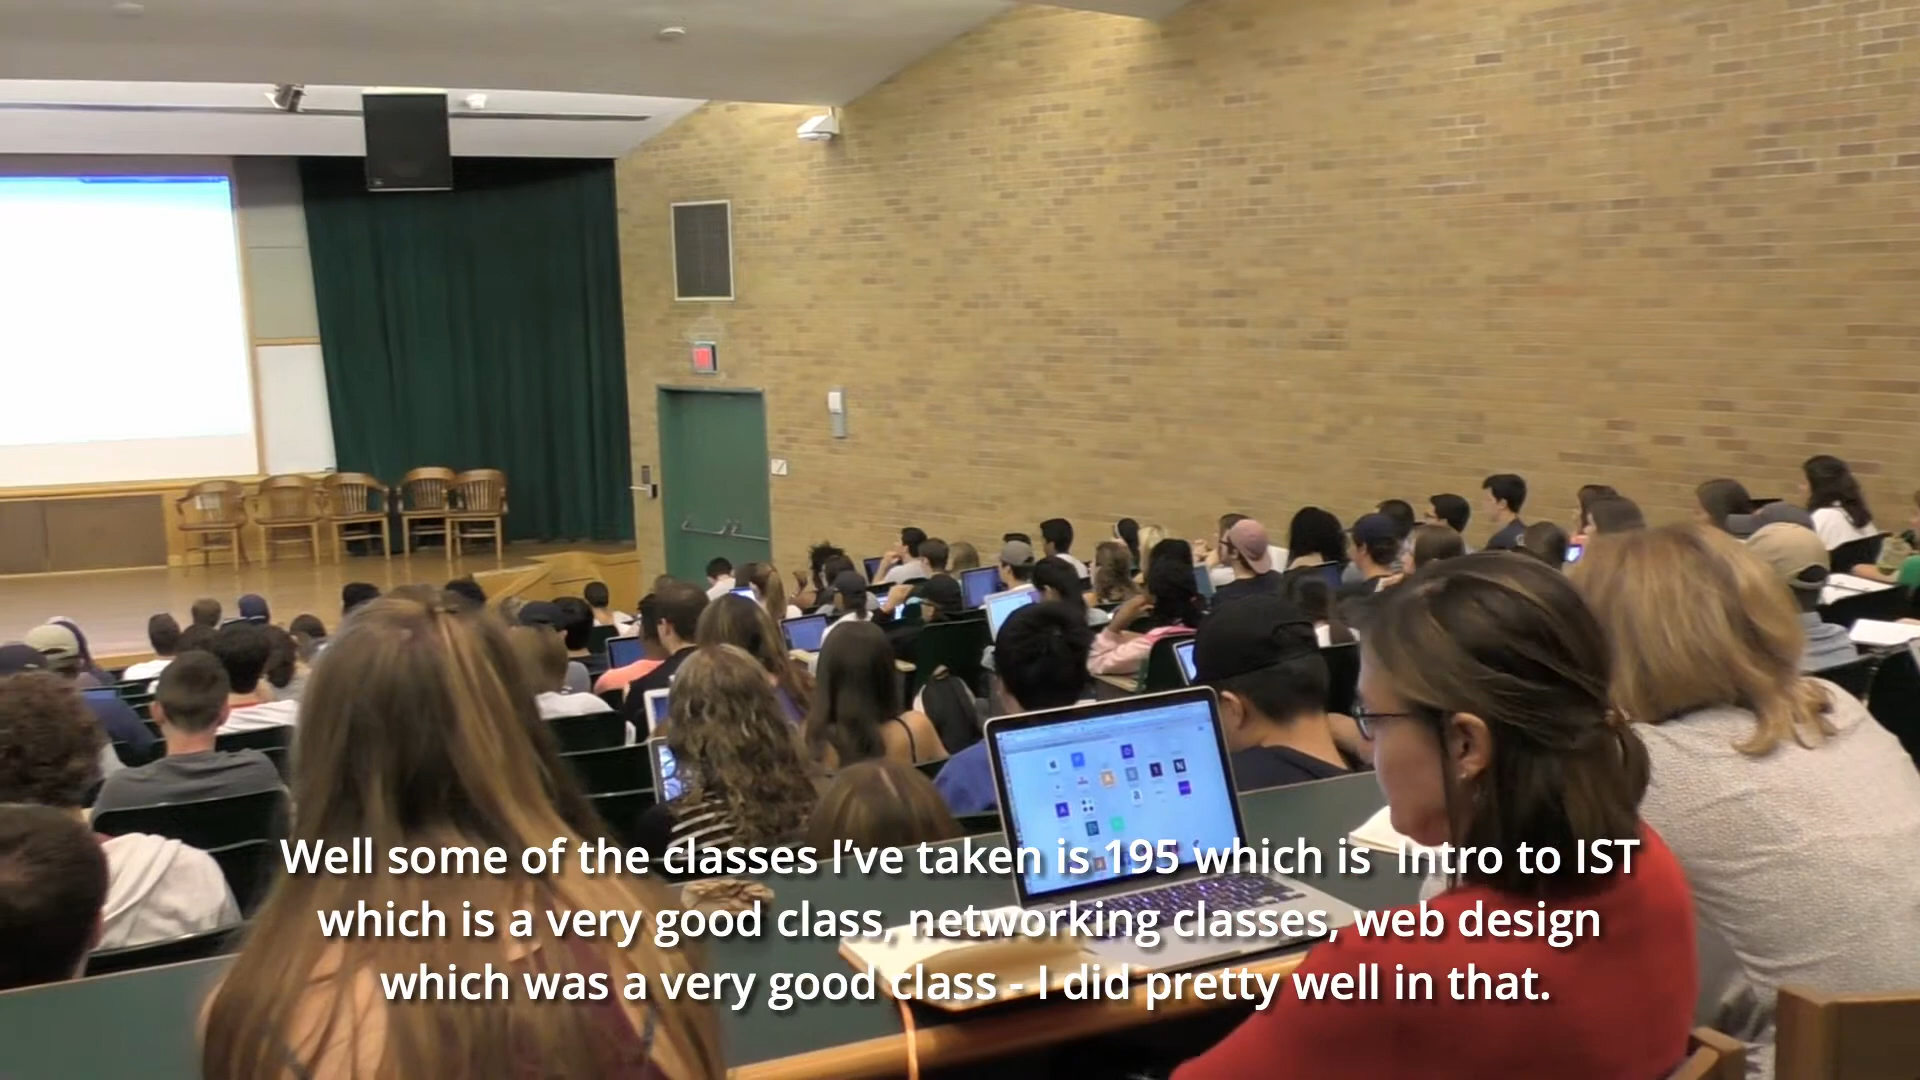 Well some of the classes I’ve taken is 195 which is  Intro to IST
which is a very good class, networking classes, web design
which was a very good class - I did pretty well in that.